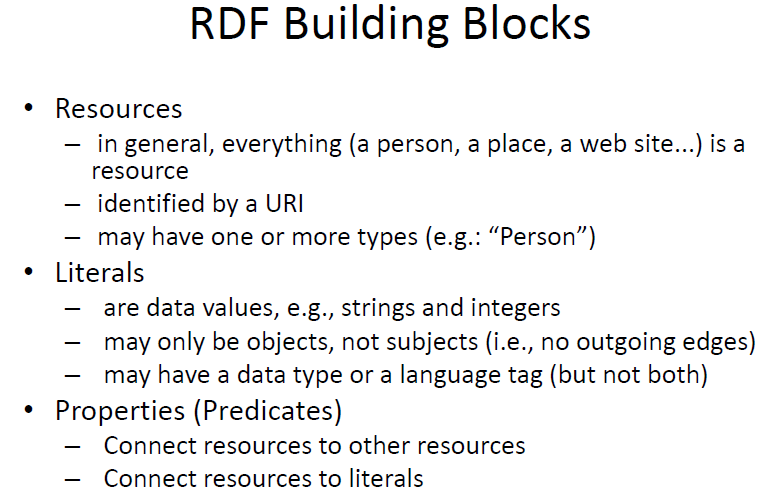 RDF Building Blocks
• Resources
– in general, everything (a person, a place, a web site...) is a
resource
– identified by a URI
– may have one or more types (e.g.: “Person”)
• Literals
– are data values, e.g., strings and integers
– may only be objects, not subjects (i.e., no outgoing edges)
– may have a data type or a language tag (but not both)
• Properties (Predicates)
– Connect resources to other resources
– Connect resources to literals